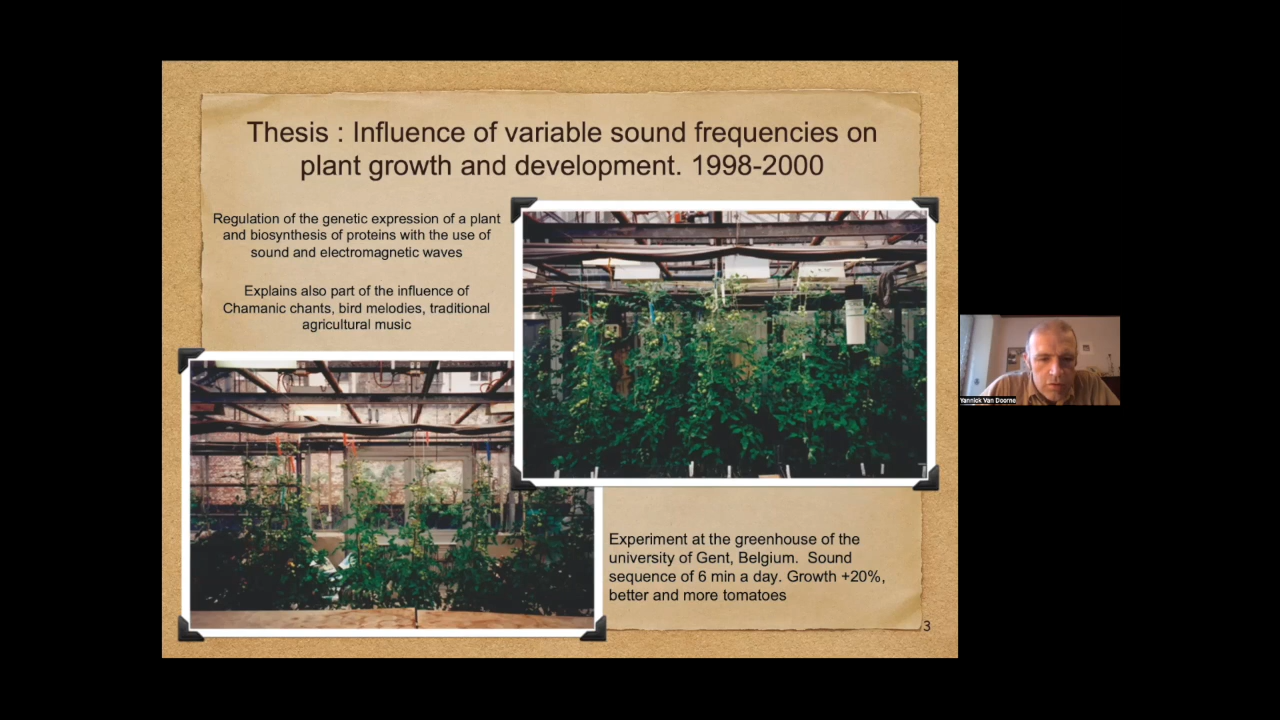 Thesis : Influence of variable sound frequencies on
plant growth and development. 1998-2000
Regulation of the genetic expression of a plant
and biosynthesis of proteins with the use of
sound and electromagnetic waves
Explains also part of the influence of
Chamanic chants, bird melodies, traditional
agricultural music
Experiment at the greenhouse of the
university of Gent, Belgium. Sound
sequence of 6 min a day. Growth +20%,
better and more tomatoes
3
Yannick Van Doorne